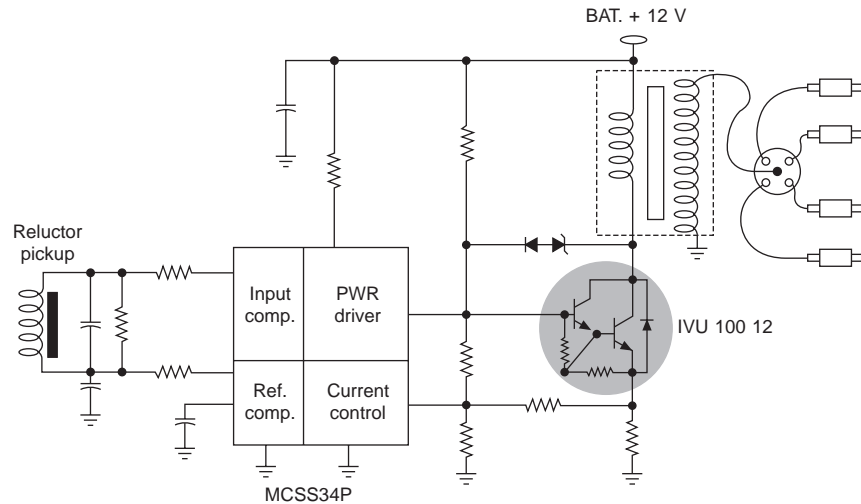 BAT. + 12 V
Reluctor
pickup
Input
comp.
PWR
driver
IVU 100 12
Ref.
comp.
Current
control
MCSS34P